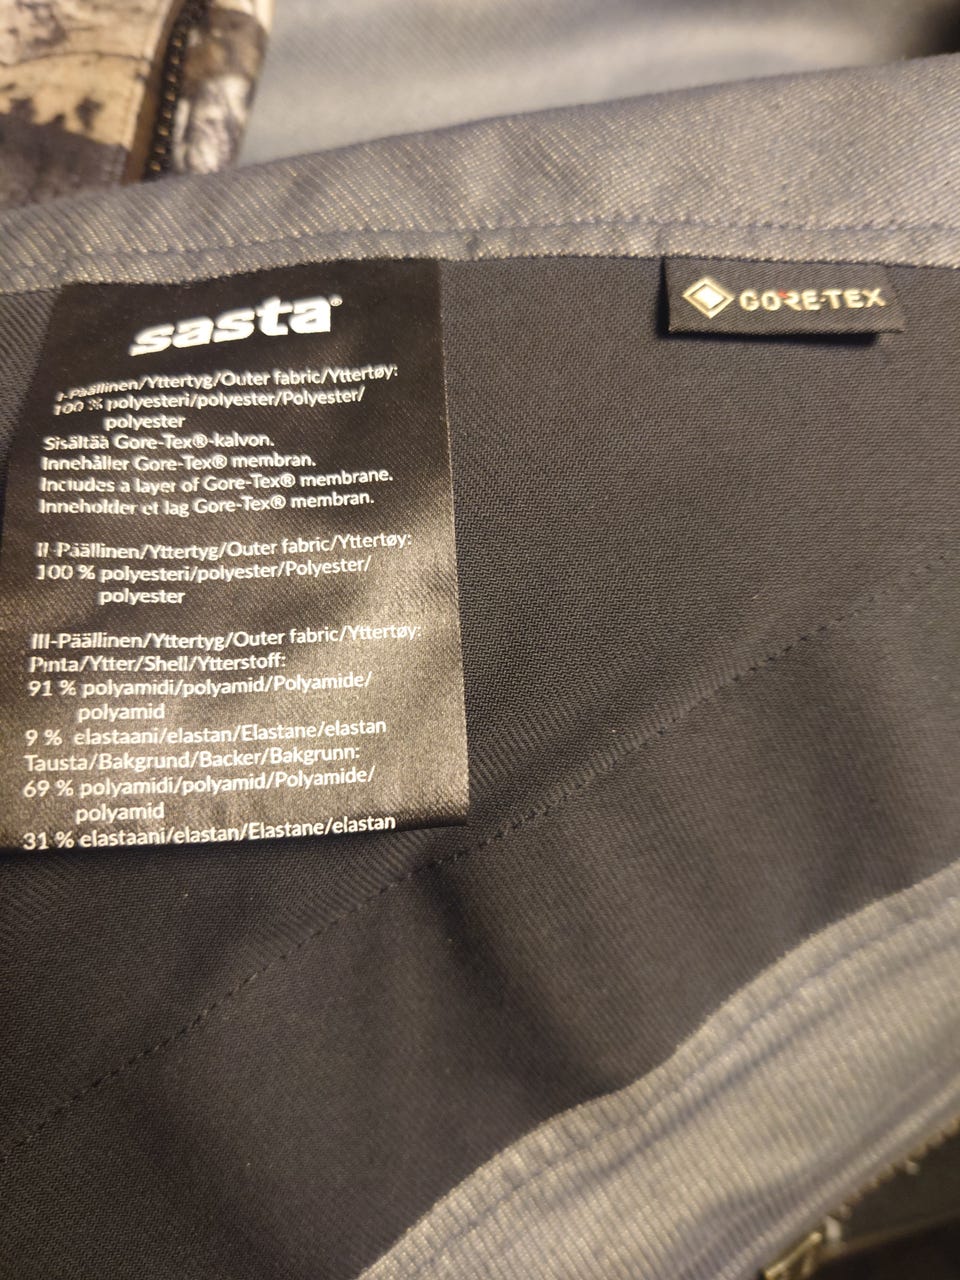 sasta®
GORE-TEX
I-Päällinen/Yttertyg/Outer fabric/Yttertøy:
100 % polyesteri/polyester/Polyester/
polyester
Sisältää Gore-Tex®-kalvon.
Innehåller Gore-Tex® membran.
Includes a layer of Gore-Tex® membrane.
Inneholder et lag Gore-Tex® membran.
II-Päällinen/Yttertyg/Outer fabric/Yttertøy:
100 % polyesteri/polyester/Polyester/
polyester
III-Päällinen/Yttertyg/Outer fabric/Yttertøy:
Pinta/Ytter/Shell/Ytterstoff:
91 % polyamidi/polyamid/Polyamide/
polyamid
9 % elastaani/elastan/Elastane/elastan
Tausta/Bakgrund/Backer/Bakgrunn:
69 % polyamidi/polyamid/Polyamide/
polyamid
31 % elastaani/elastan/Elastane/elastan